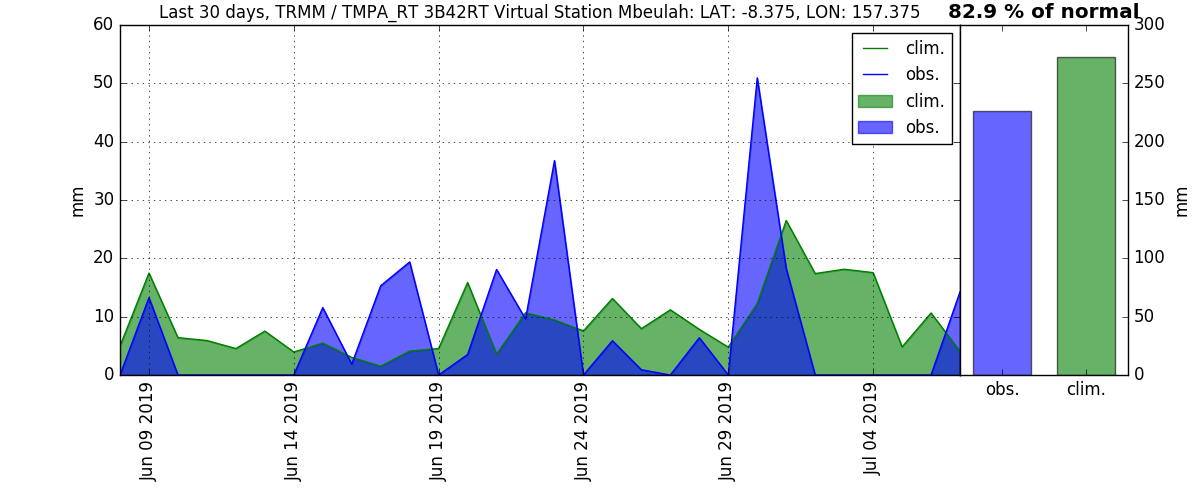 Last 30 days, TRMM / TMPA_RT 3B42RT Virtual Station Mbeulah: LAT: -8.375, LON: 157.375
82.9 % of normal
60
50
40
30
20
10
0
mm
clim.
obs.
clim.
obs.
300
250
200
150
100
50
0
mm
Jun 09 2019
Jun 14 2019
Jun 19 2019
Jun 24 2019
Jun 29 2019
Jul 04 2019
obs.
clim.